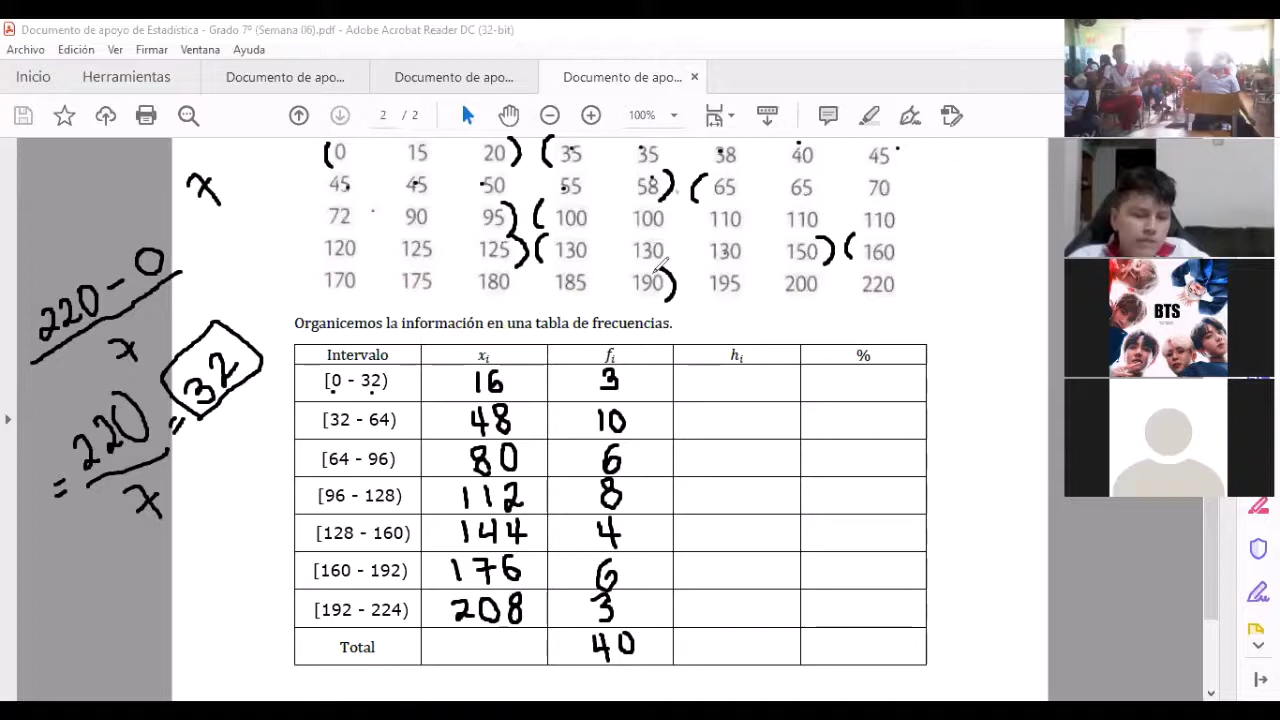 Documento de apoyo de Estadística - Grado 7º (Semana 06).pdf - Adobe Acrobat Reader DC (32-bit)
Archivo Edición Ver Firmar Ventana Ayuda
Inicio Herramientas Documento de apo... Documento de apo... Documento de apo... ×
2 / 2 100%
(0 15 20) (35 35 38 40 45
45 45 50 55 58) (65 65 70
72 90 95) (100 100 110 110 110
120 125 125) (130 130 130 150) (160
170 175 180 185 190) 195 200 220
7
220 - 0
7
= 220 = 32
7
Organicemos la información en una tabla de frecuencias.
Intervalo xi fi hi %
[0 - 32) 16 3
[32 - 64) 48 10
[64 - 96) 80 6
[96 - 128) 112 8
[128 - 160) 144 4
[160 - 192) 176 6
[192 - 224) 208 3
Total 40
BTS